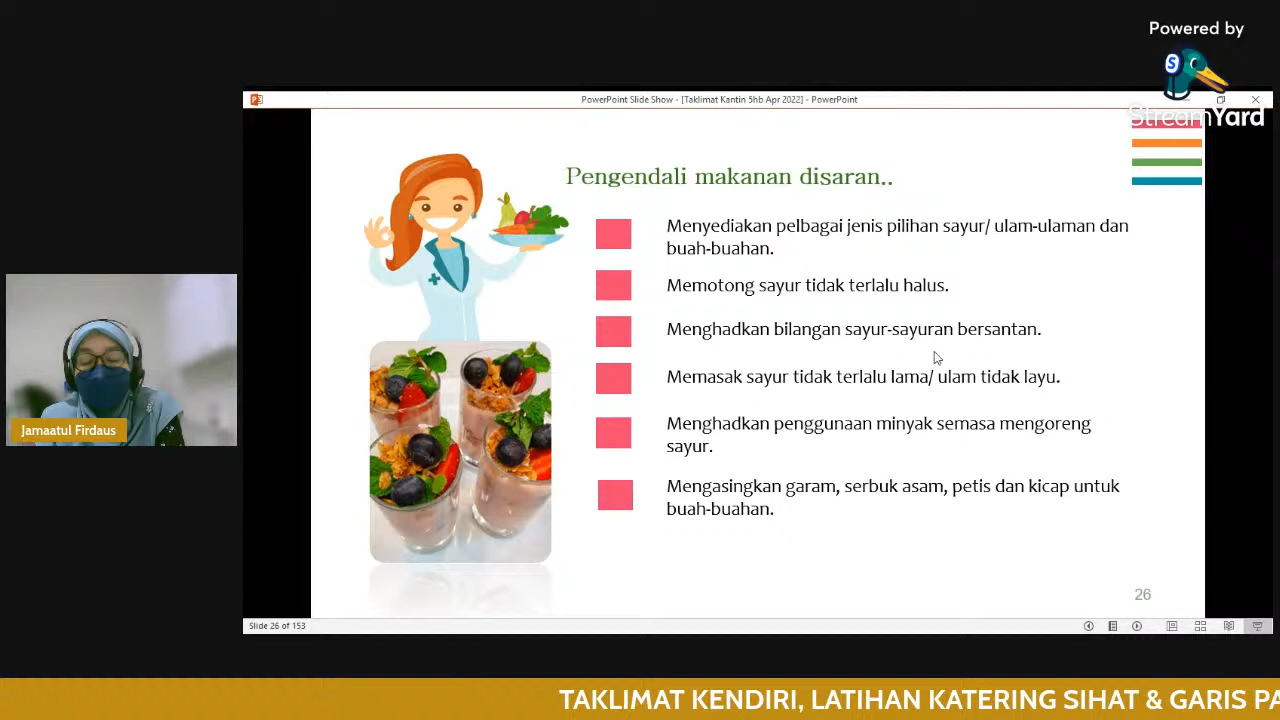 Powered by
StreamYard
PowerPoint Slide Show - [Taklimat Kantin 5hb Apr 2022] - PowerPoint
Pengendali makanan disaran..
Menyediakan pelbagai jenis pilihan sayur/ ulam-ulaman dan
buah-buahan.
Memotong sayur tidak terlalu halus.
Menghadkan bilangan sayur-sayuran bersantan.
Memasak sayur tidak terlalu lama/ ulam tidak layu.
Menghadkan penggunaan minyak semasa mengoreng
sayur.
Mengasingkan garam, serbuk asam, petis dan kicap untuk
buah-buahan.
26
Jamaatul Firdaus
Slide 26 of 153
TAKLIMAT KENDIRI, LATIHAN KATERING SIHAT & GARIS PA